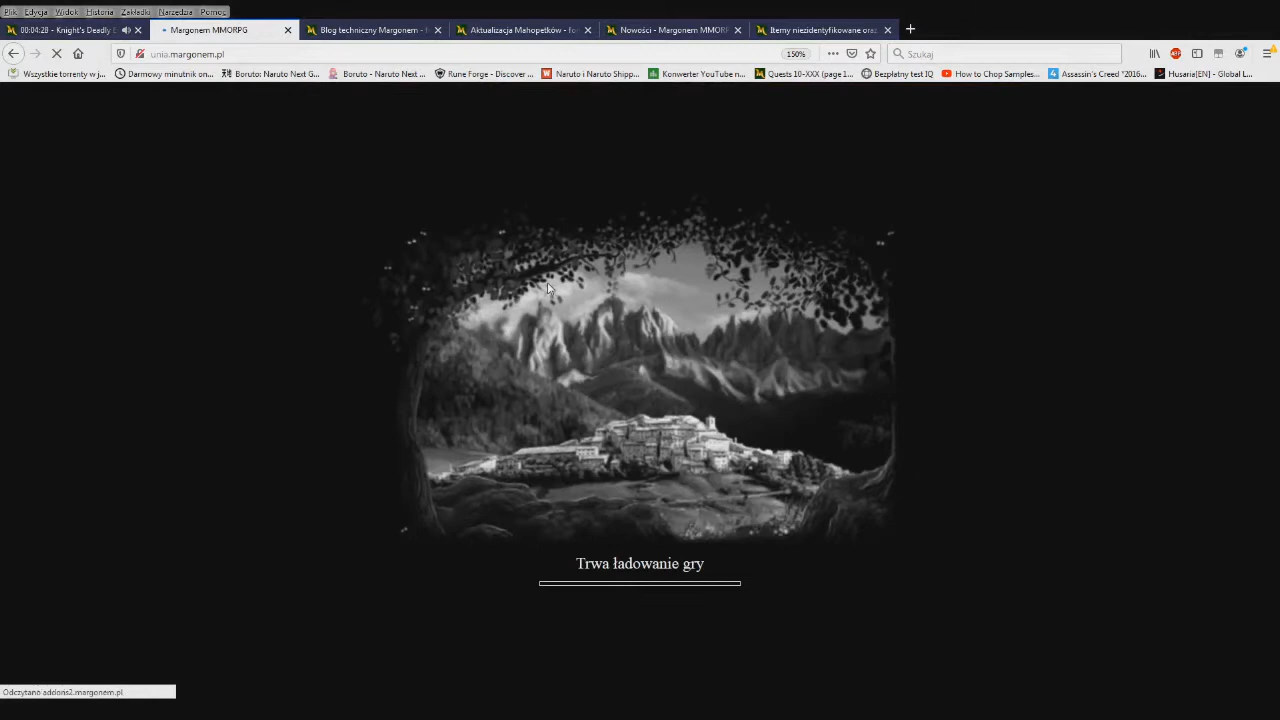 Plik Edycja Widok Historia Zakładki Narzędzia Pomoc
00:04:28 - Knight's Deadly E
Margonem MMORPG
Blog techniczny Margonem - f
Aktualizacja Mahopetków - fo
Nowości - Margonem MMORP
Itemy niezidentyfikowane oraz
unia.margonem.pl
150%
Szukaj
Wszystkie torrenty w j...
Darmowy minutnik on...
Boruto: Naruto Next G...
Boruto - Naruto Next ...
Rune Forge - Discover ...
Naruto i Naruto Shipp...
Konwerter YouTube n...
Quests 10-XXX (page 1...
Bezpłatny test IQ
How to Chop Samples...
Assassin's Creed "2016...
Husaria[EN] - Global L...
Trwa ładowanie gry
Odczytano addons2.margonem.pl